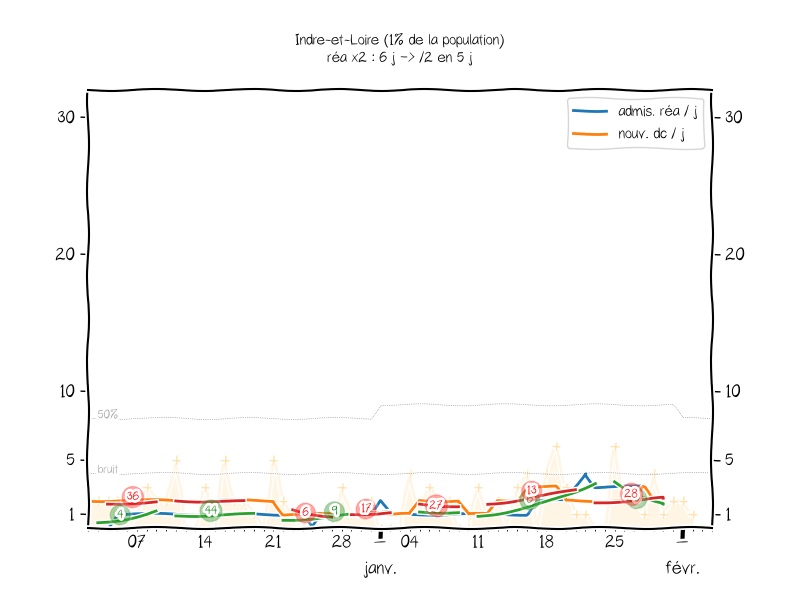 Indre-et-Loire (1% de la population)
réa x2 : 6 j -> /2 en 5 j
admis. réa / j
nouv. dc / j
30 30
20 20
10 10
50%
5 5
bruit
1 1
36 4 44 6 9 17 27 13 28
07 14 21 28 04 11 18 25
janv. févr.